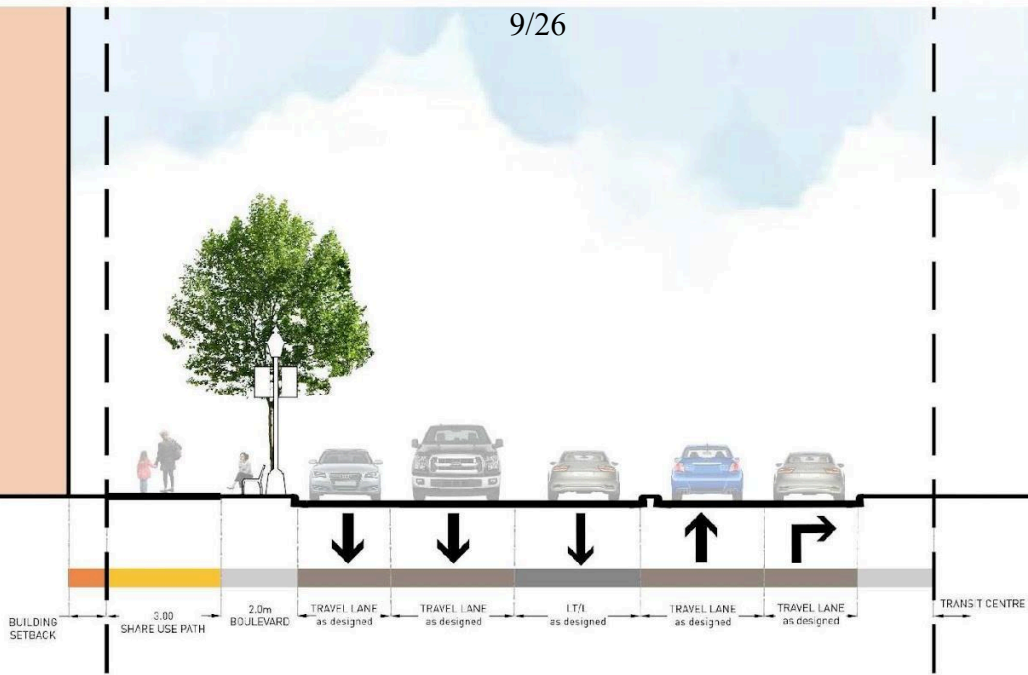 9/26
BUILDING
SETBACK
3.00
SHARE USE PATH
2.0m
BOULEVARD
TRAVEL LANE
as designed
TRAVEL LANE
as designed
LT/L
as designed
TRAVEL LANE
as designed
TRAVEL LANE
as designed
TRANSIT CENTRE